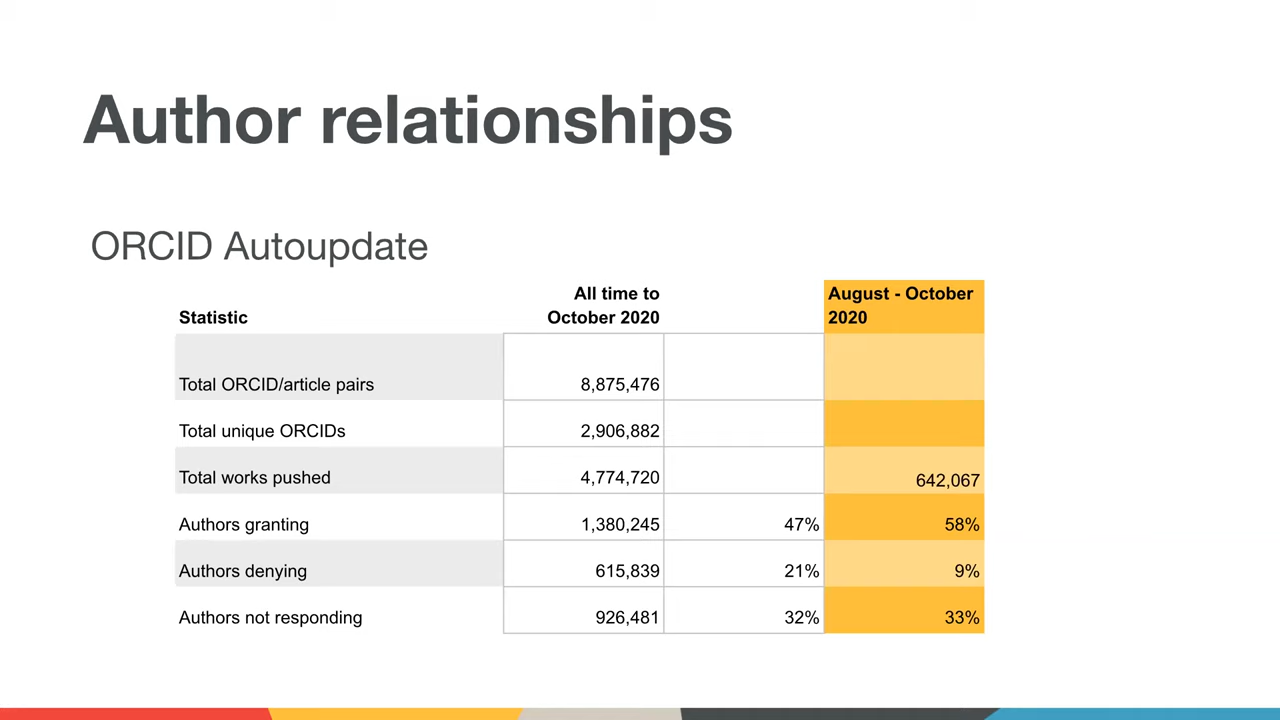 Author relationships
ORCID Autoupdate
Statistic All time to October 2020 August - October 2020
Total ORCID/article pairs 8,875,476
Total unique ORCIDs 2,906,882
Total works pushed 4,774,720 642,067
Authors granting 1,380,245 47% 58%
Authors denying 615,839 21% 9%
Authors not responding 926,481 32% 33%